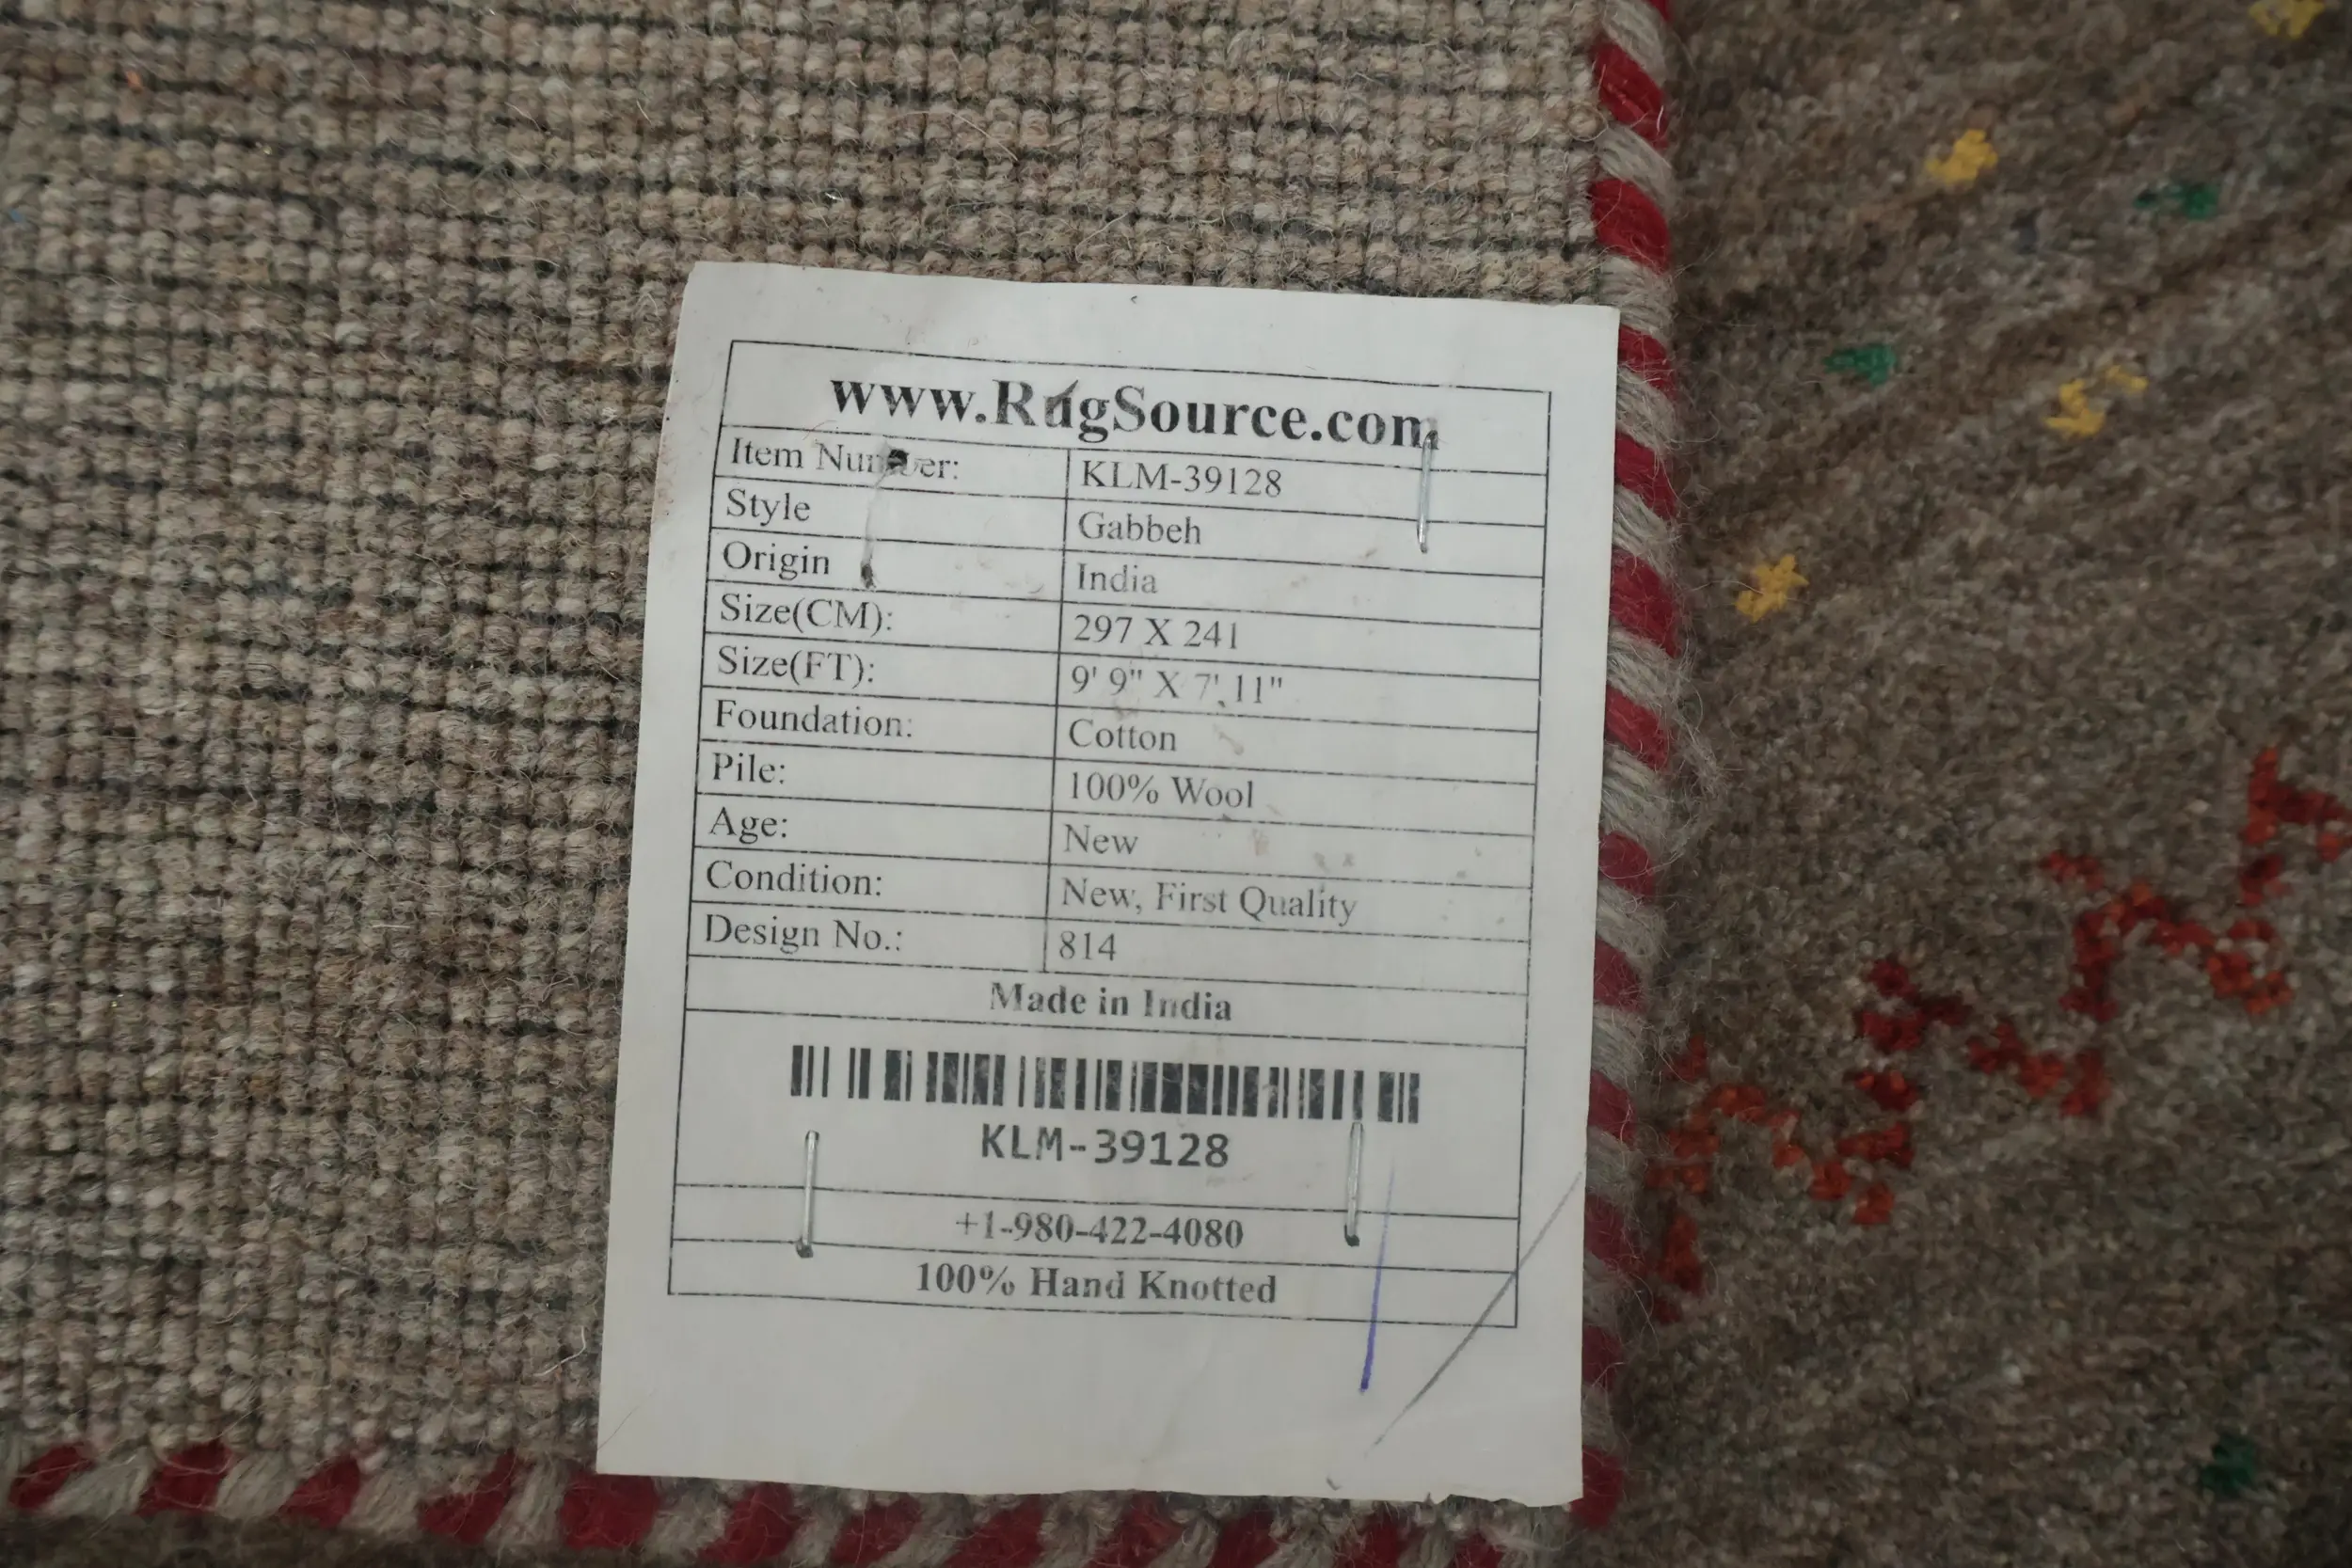 www.RugSource.com
Item Number: KLM-39128
Style Gabbeh
Origin India
Size(CM): 297 X 241
Size(FT): 9' 9" X 7' 11"
Foundation: Cotton
Pile: 100% Wool
Age: New
Condition: New, First Quality
Design No.: 814
Made in India
KLM-39128
+1-980-422-4080
100% Hand Knotted